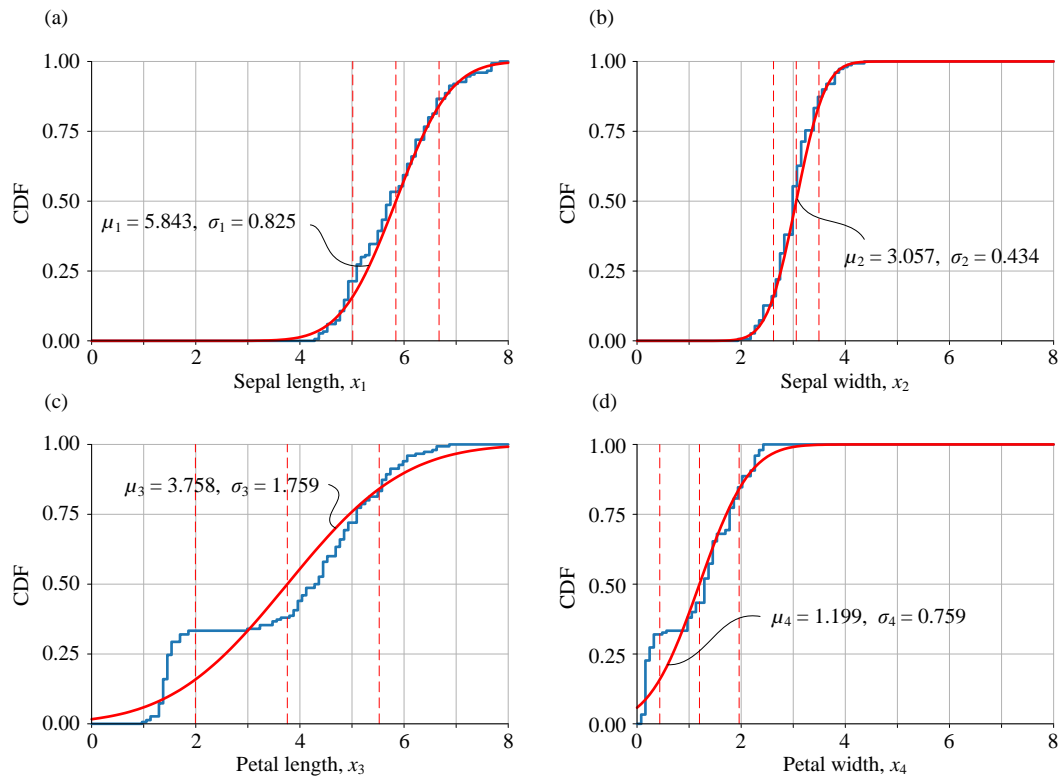 (a)
1.00
0.75
0.50
0.25
0.00
CDF
μ1 = 5.843, σ1 = 0.825
0 2 4 6 8
Sepal length, x1
(b)
1.00
0.75
0.50
0.25
0.00
CDF
μ2 = 3.057, σ2 = 0.434
0 2 4 6 8
Sepal width, x2
(c)
1.00
0.75
0.50
0.25
0.00
CDF
μ3 = 3.758, σ3 = 1.759
0 2 4 6 8
Petal length, x3
(d)
1.00
0.75
0.50
0.25
0.00
CDF
μ4 = 1.199, σ4 = 0.759
0 2 4 6 8
Petal width, x4